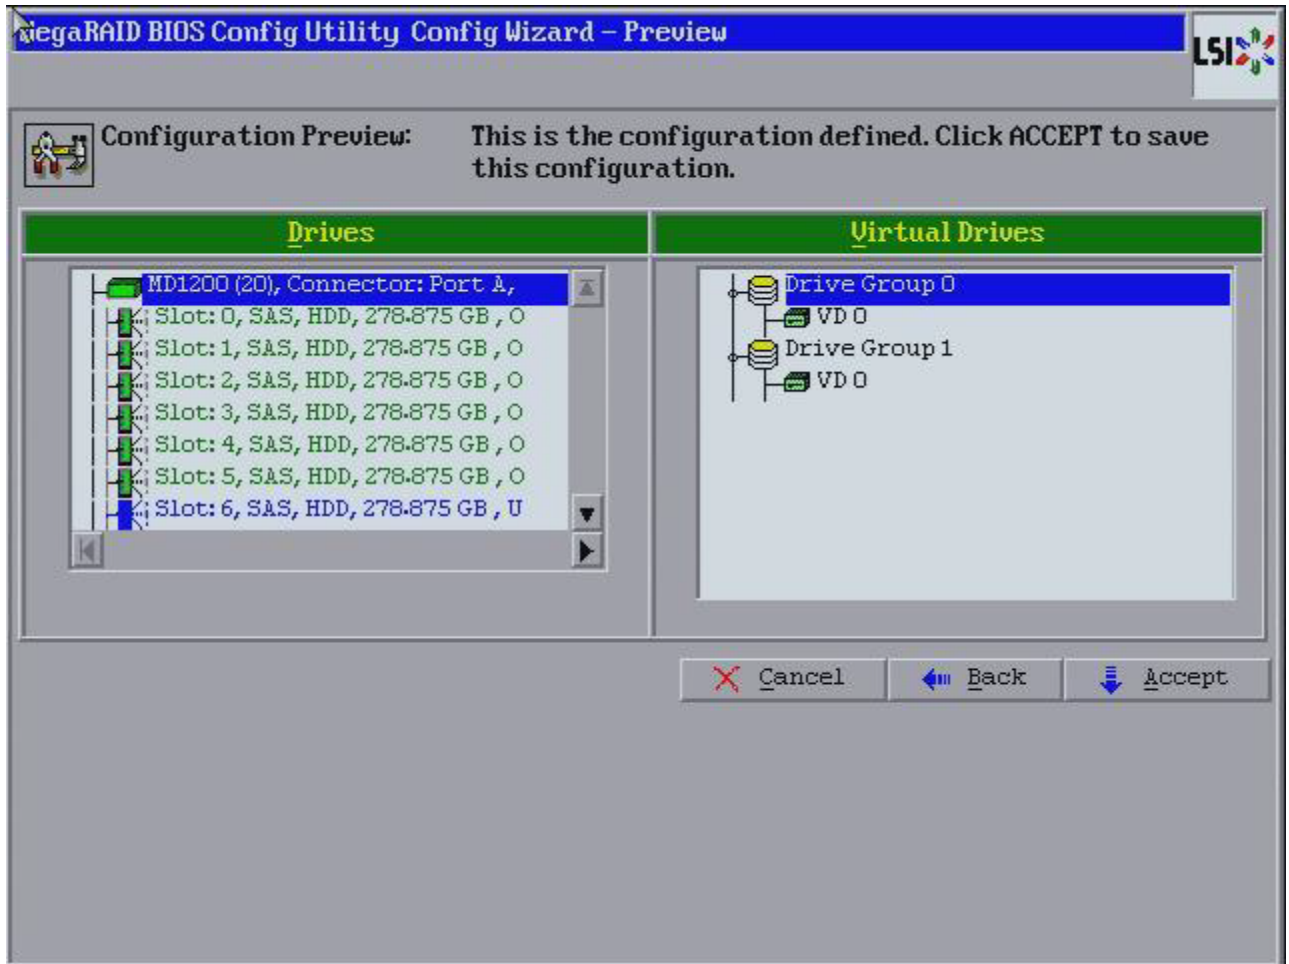 MegaRAID BIOS Config Utility Config Wizard – Preview
LSI
Configuration Preview: This is the configuration defined. Click ACCEPT to save
this configuration.
Drives
Virtual Drives
MD1200 (20), Connector: Port A,
Slot: 0, SAS, HDD, 278.875 GB , O
Slot: 1, SAS, HDD, 278.875 GB , O
Slot: 2, SAS, HDD, 278.875 GB , O
Slot: 3, SAS, HDD, 278.875 GB , O
Slot: 4, SAS, HDD, 278.875 GB , O
Slot: 5, SAS, HDD, 278.875 GB , O
Slot: 6, SAS, HDD, 278.875 GB , U
Drive Group 0
VD 0
Drive Group 1
VD 0
Cancel
Back
Accept